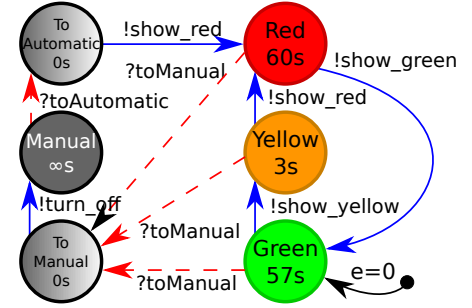 To
Automatic
0s
!show_red
Red
60s
!show_green
?toManual
?toAutomatic
!show_red
Manual
∞s
Yellow
3s
!turn_off
!show_yellow
To
Manual
0s
?toManual
Green
57s
?toManual
e=0